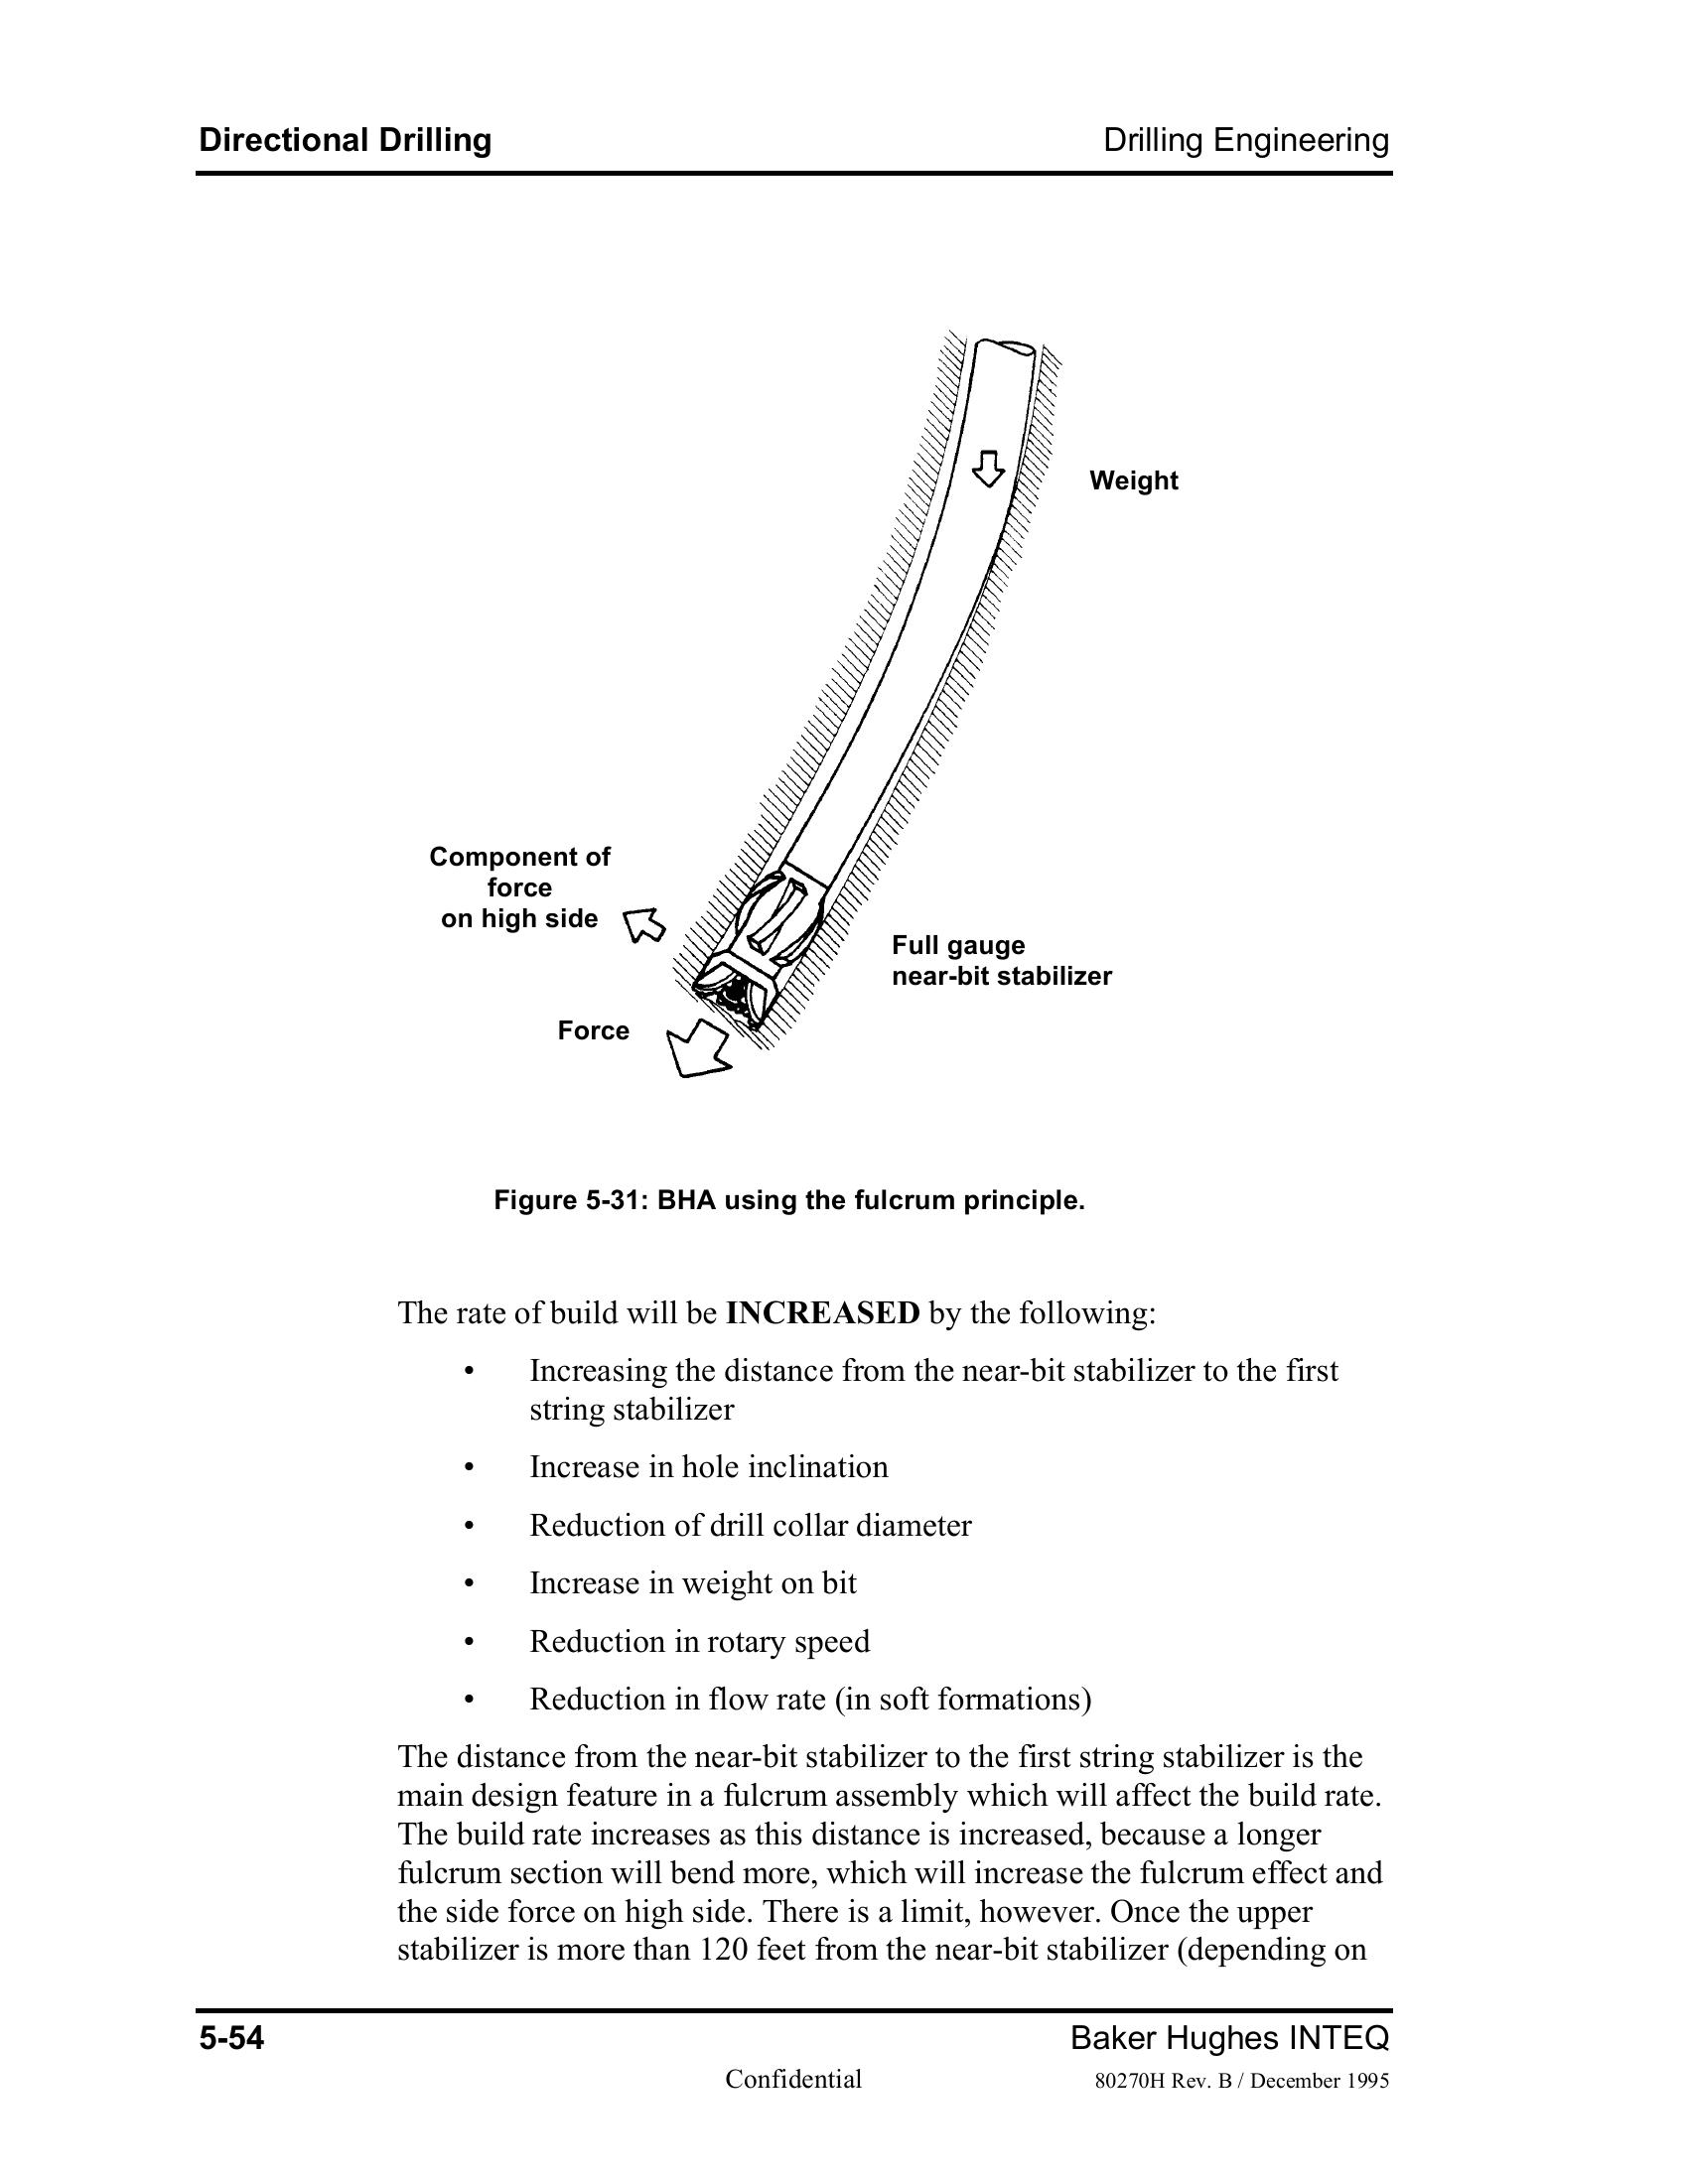 Directional Drilling
Drilling Engineering
Weight
Component of
force
on high side
Full gauge
near-bit stabilizer
Force
Figure 5-31: BHA using the fulcrum principle.
The rate of build will be INCREASED by the following:
• Increasing the distance from the near-bit stabilizer to the first
string stabilizer
• Increase in hole inclination
• Reduction of drill collar diameter
• Increase in weight on bit
• Reduction in rotary speed
• Reduction in flow rate (in soft formations)
The distance from the near-bit stabilizer to the first string stabilizer is the
main design feature in a fulcrum assembly which will affect the build rate.
The build rate increases as this distance is increased, because a longer
fulcrum section will bend more, which will increase the fulcrum effect and
the side force on high side. There is a limit, however. Once the upper
stabilizer is more than 120 feet from the near-bit stabilizer (depending on
5-54
Baker Hughes INTEQ
Confidential
80270H Rev. B / December 1995